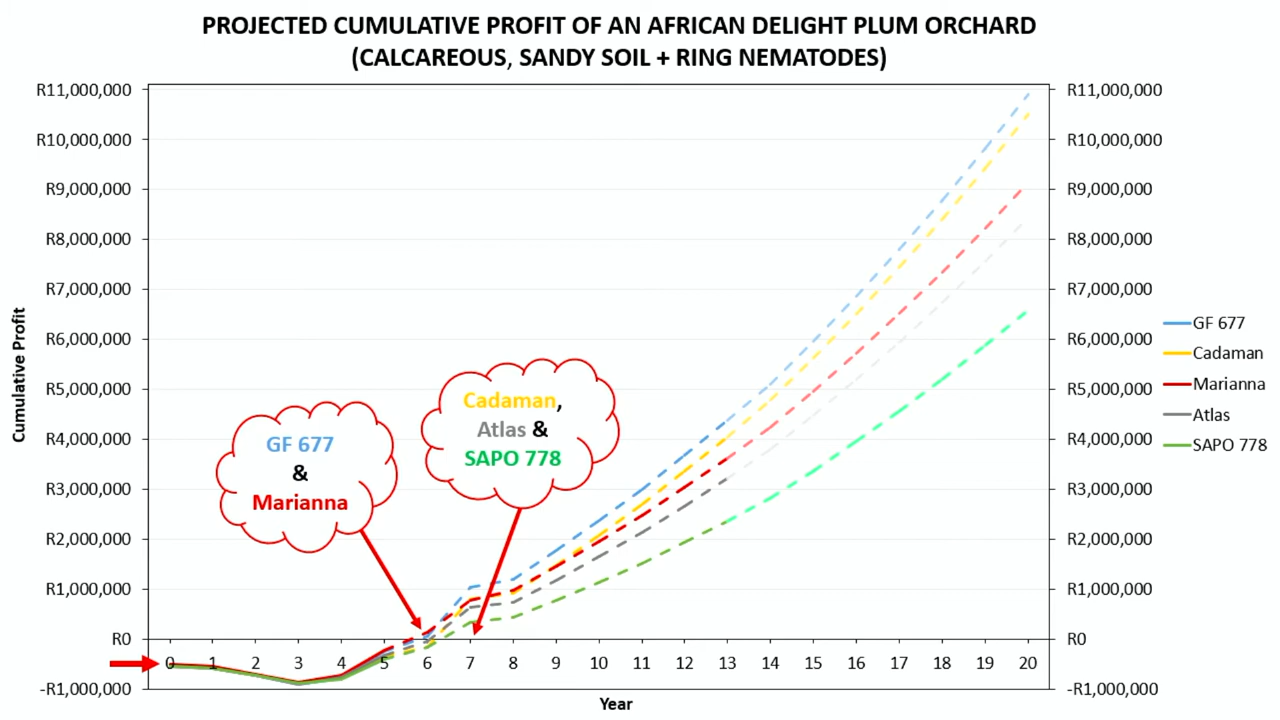 PROJECTED CUMULATIVE PROFIT OF AN AFRICAN DELIGHT PLUM ORCHARD
(CALCAREOUS, SANDY SOIL + RING NEMATODES)
R11,000,000
R10,000,000
R9,000,000
R8,000,000
R7,000,000
R6,000,000
R5,000,000
R4,000,000
R3,000,000
R2,000,000
R1,000,000
R0
-R1,000,000
Cumulative Profit
GF 677
&
Marianna
Cadaman,
Atlas &
SAPO 778
0 1 2 3 4 5 6 7 8 9 10 11 12 13 14 15 16 17 18 19 20
Year
R11,000,000
R10,000,000
R9,000,000
R8,000,000
R7,000,000
R6,000,000
R5,000,000
R4,000,000
R3,000,000
R2,000,000
R1,000,000
R0
-R1,000,000
GF 677
Cadaman
Marianna
Atlas
SAPO 778